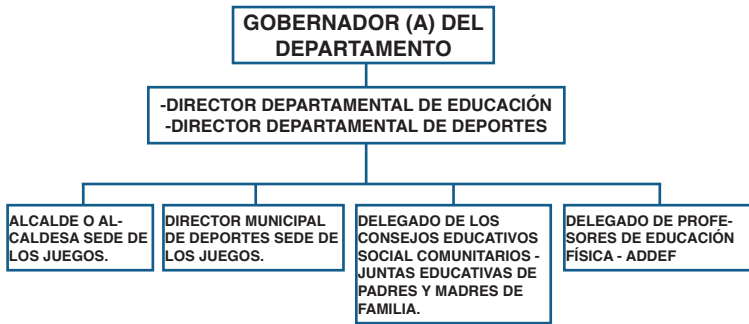 GOBERNADOR (A) DEL
DEPARTAMENTO
-DIRECTOR DEPARTAMENTAL DE EDUCACIÓN
-DIRECTOR DEPARTAMENTAL DE DEPORTES
ALCALDE O AL-
CALDESA SEDE DE
LOS JUEGOS.
DIRECTOR MUNICIPAL
DE DEPORTES SEDE DE
LOS JUEGOS.
DELEGADO DE LOS
CONSEJOS EDUCATIVOS
SOCIAL COMUNITARIOS -
JUNTAS EDUCATIVAS DE
PADRES Y MADRES DE
FAMILIA.
DELEGADO DE PROFE-
SORES DE EDUCACIÓN
FÍSICA - ADDEF